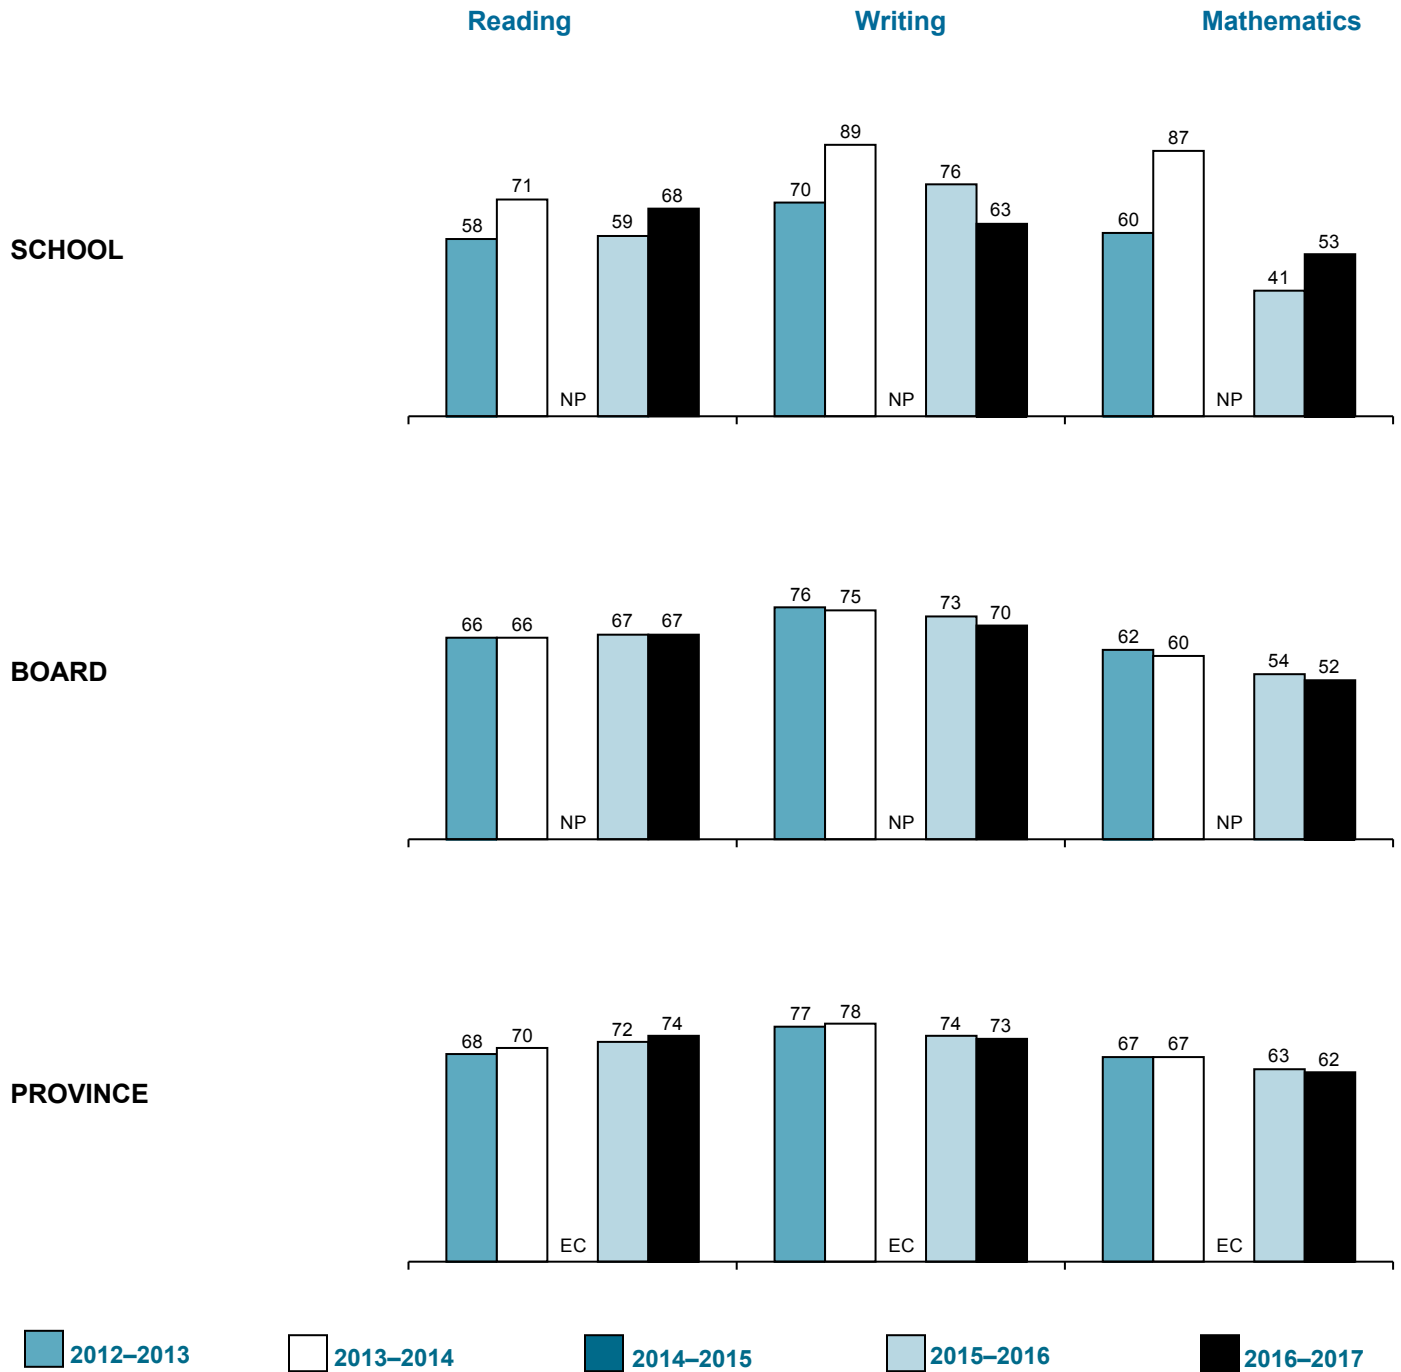 Reading Writing Mathematics
SCHOOL
58 71 NP 59 68 70 89 NP 76 63 60 87 NP 41 53
BOARD
66 66 NP 67 67 76 75 NP 73 70 62 60 NP 54 52
PROVINCE
68 70 EC 72 74 77 78 EC 74 73 67 67 EC 63 62
2012–2013 2013–2014 2014–2015 2015–2016 2016–2017